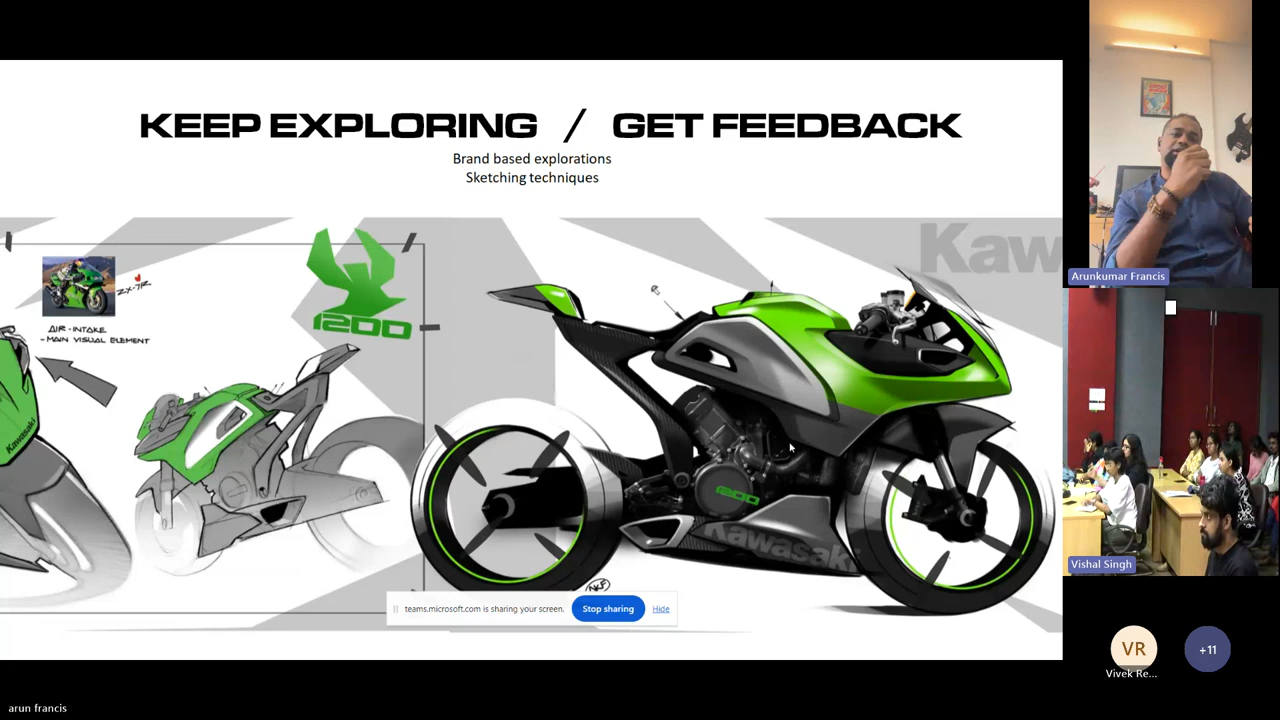 KEEP EXPLORING / GET FEEDBACK
Brand based explorations
Sketching techniques
Kaw
ZX-7R
AIR-INTAKE
-MAIN VISUAL ELEMENT
1200
Kawasaki
1200
Kawasaki
teams.microsoft.com is sharing your screen.
Stop sharing
Hide
Arunkumar Francis
Vishal Singh
VR
+11
Vivek Re...
arun francis